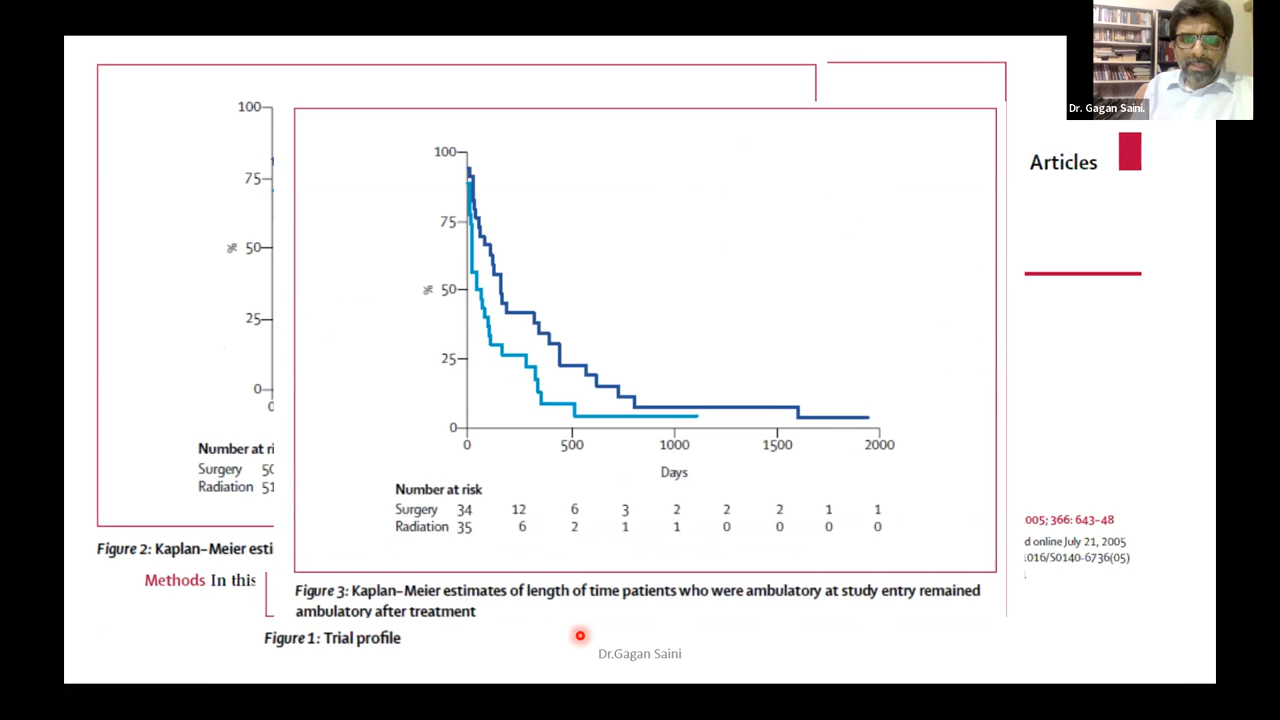 Dr. Gagan Saini.
Articles
100
75
% 50
25
0
0
Number at ri
Surgery 50
Radiation 51
Figure 2: Kaplan–Meier esti
Methods In this
100
75
% 50
25
0
0 500 1000 1500 2000
Days
Number at risk
Surgery 34 12 6 3 2 2 2 1 1
Radiation 35 6 2 1 1 0 0 0 0
Figure 3: Kaplan–Meier estimates of length of time patients who were ambulatory at study entry remained
ambulatory after treatment
005; 366: 643–48
d online July 21, 2005
1016/S0140-6736(05)
Figure 1: Trial profile
Dr.Gagan Saini